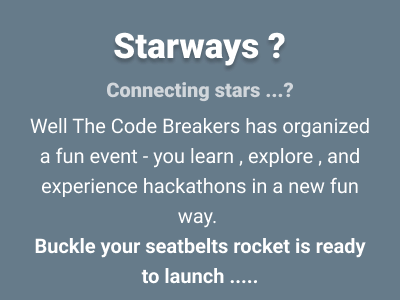 Starways ?
Connecting stars ...?
Well The Code Breakers has organized
a fun event - you learn , explore , and
experience hackathons in a new fun
way.
Buckle your seatbelts rocket is ready
to launch .....